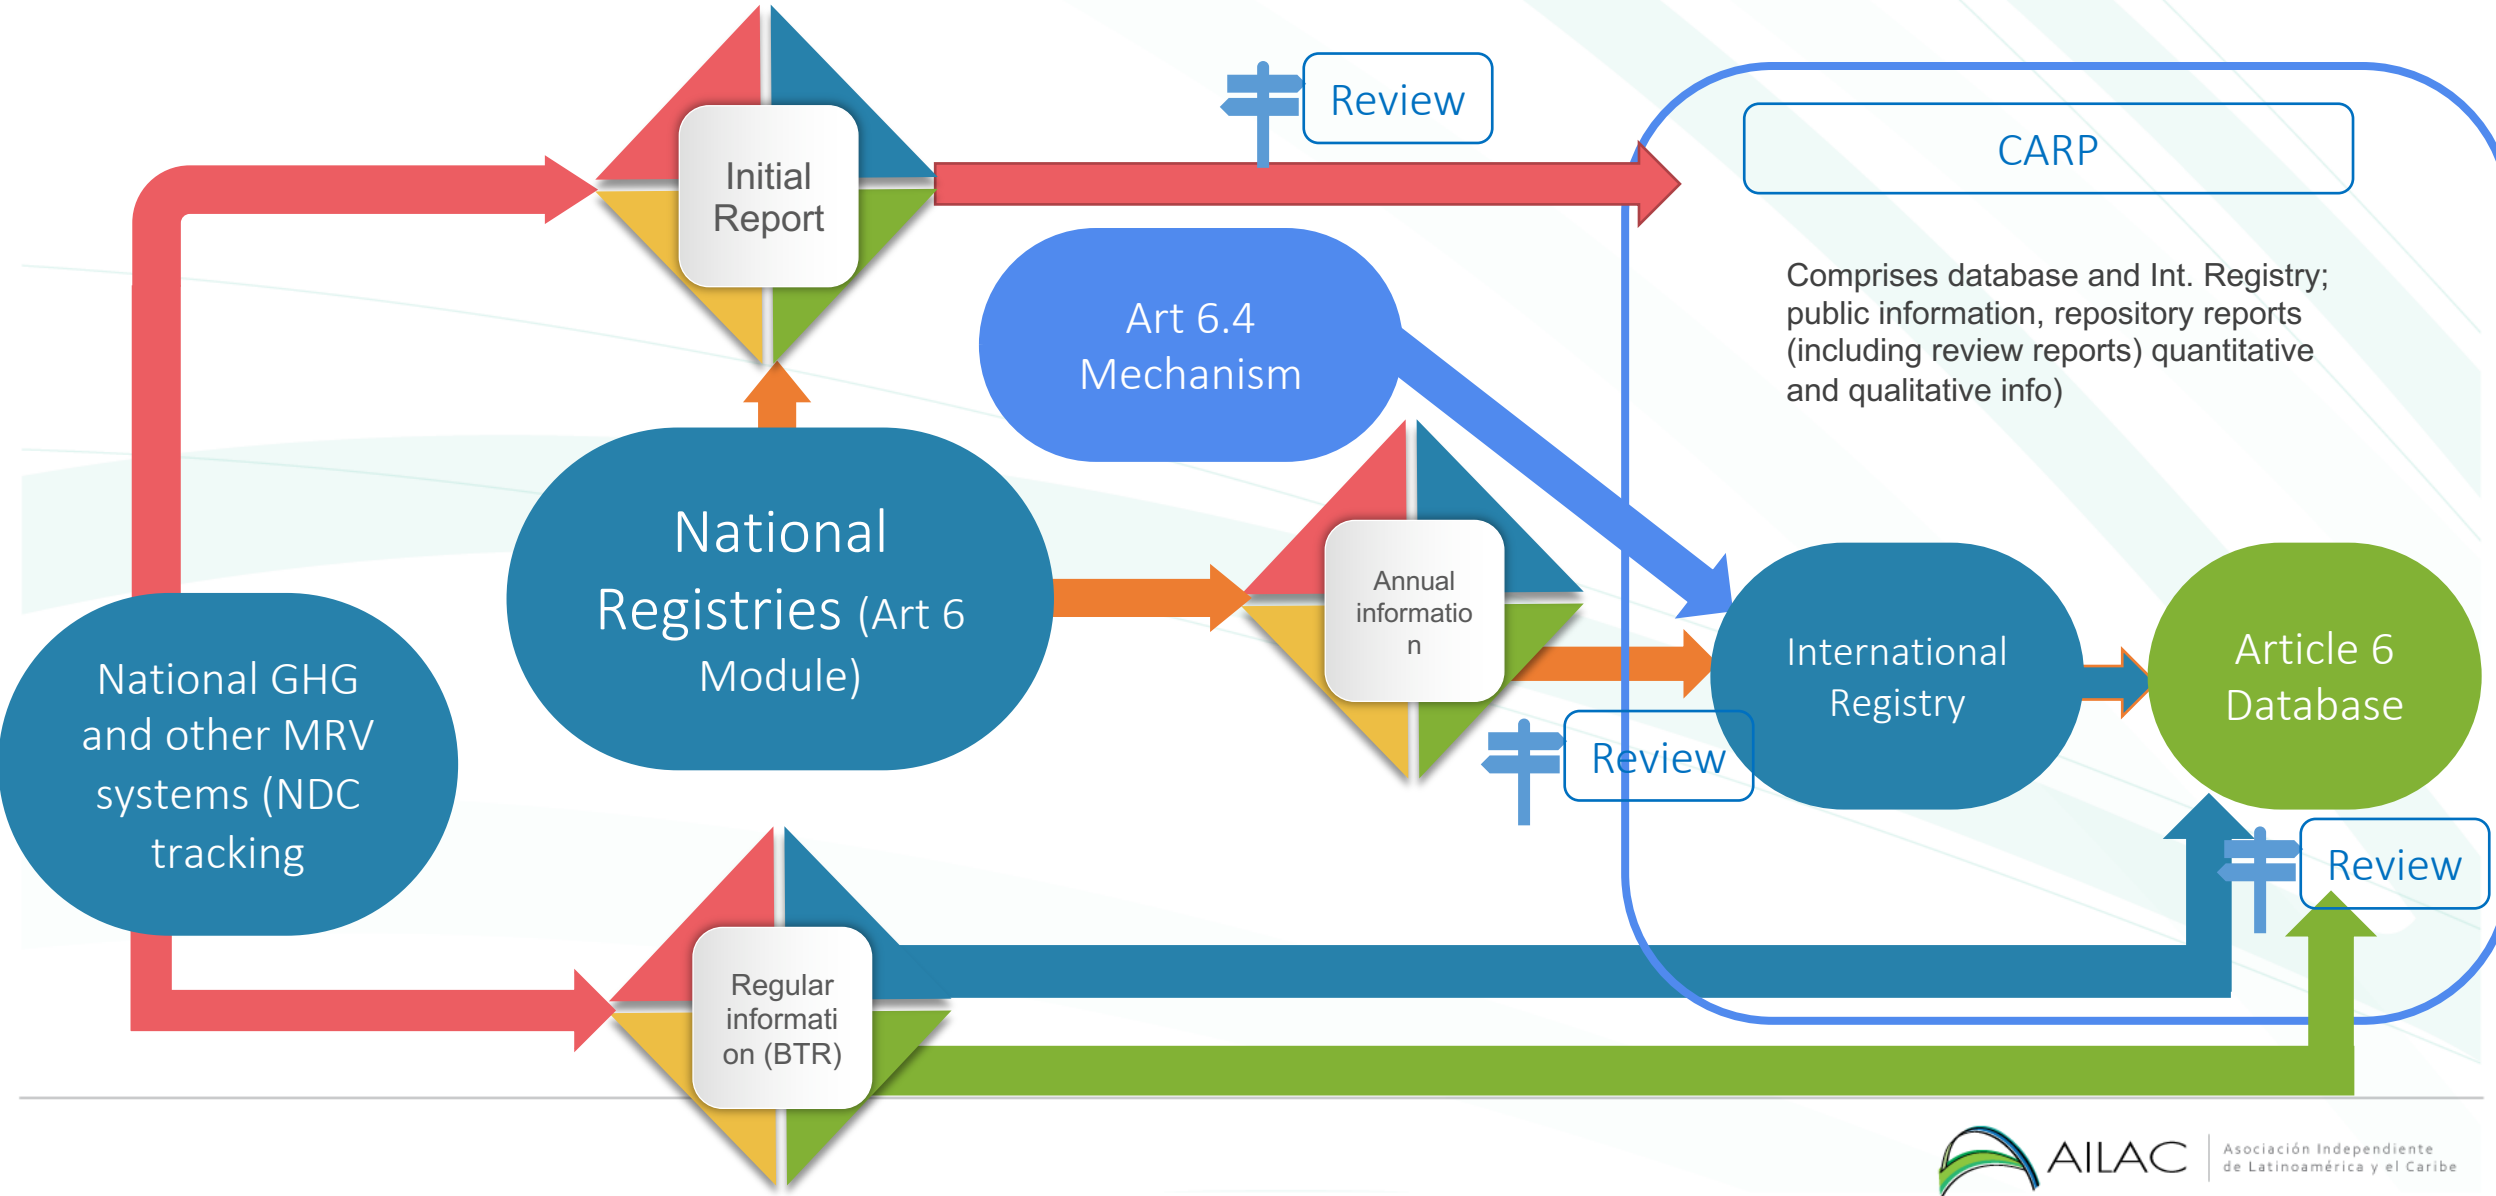 Initial
Report
Review
CARP
Comprises database and Int. Registry;
public information, repository reports
(including review reports) quantitative
and qualitative info)
Art 6.4
Mechanism
National
Registries (Art 6
Module)
Annual
informatio
n
International
Registry
Article 6
Database
National GHG
and other MRV
systems (NDC
tracking
Review
Review
Regular
informati
on (BTR)
AILAC
Asociación Independiente
de Latinoamérica y el Caribe